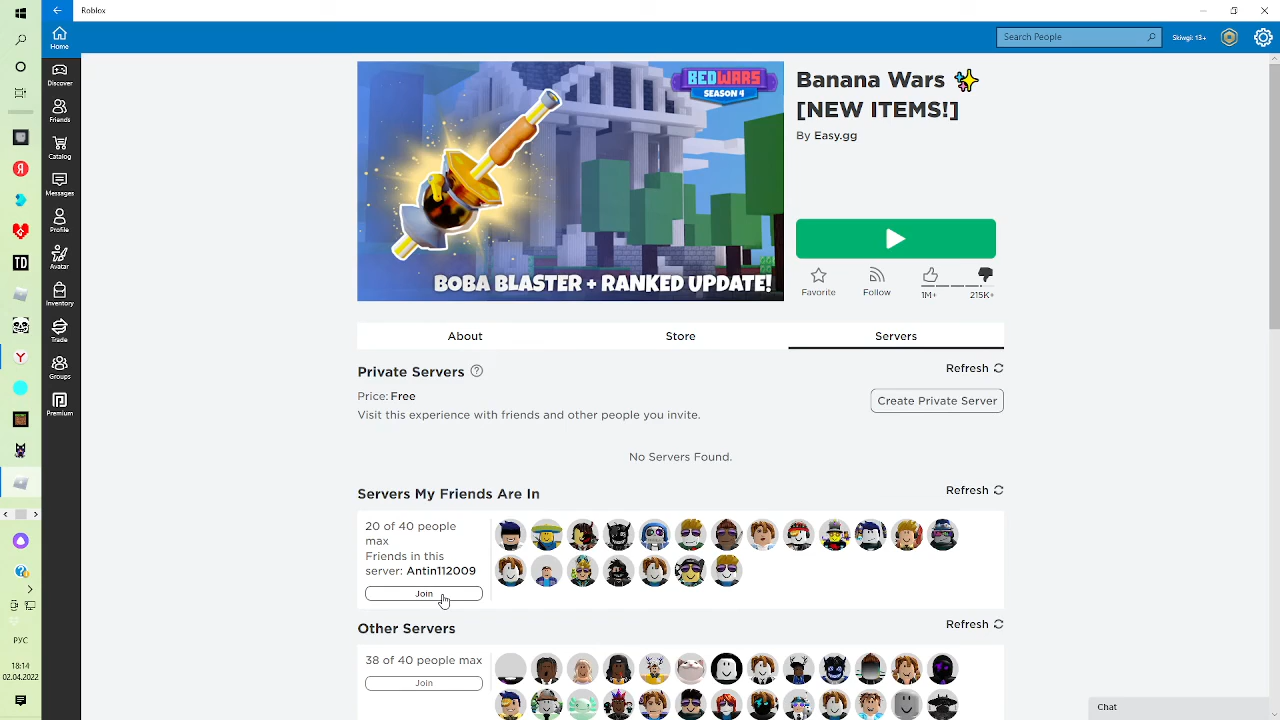 Roblox
Home
Search People
Skiwgi: 13+
Discover
Friends
Catalog
Messages
Profile
Avatar
Inventory
Trade
Groups
Premium
BEDWARS
SEASON 4
BOBA BLASTER + RANKED UPDATE!
Banana Wars ✨
[NEW ITEMS!]
By Easy.gg
Favorite
Follow
1M+
215K+
About
Store
Servers
Private Servers
Refresh
Price: Free
Create Private Server
Visit this experience with friends and other people you invite.
No Servers Found.
Servers My Friends Are In
Refresh
20 of 40 people
max
Friends in this
server: Antin112009
Join
Other Servers
Refresh
38 of 40 people max
Join
Chat
Я
TD
Y
РУС
18:14
02.04.2022